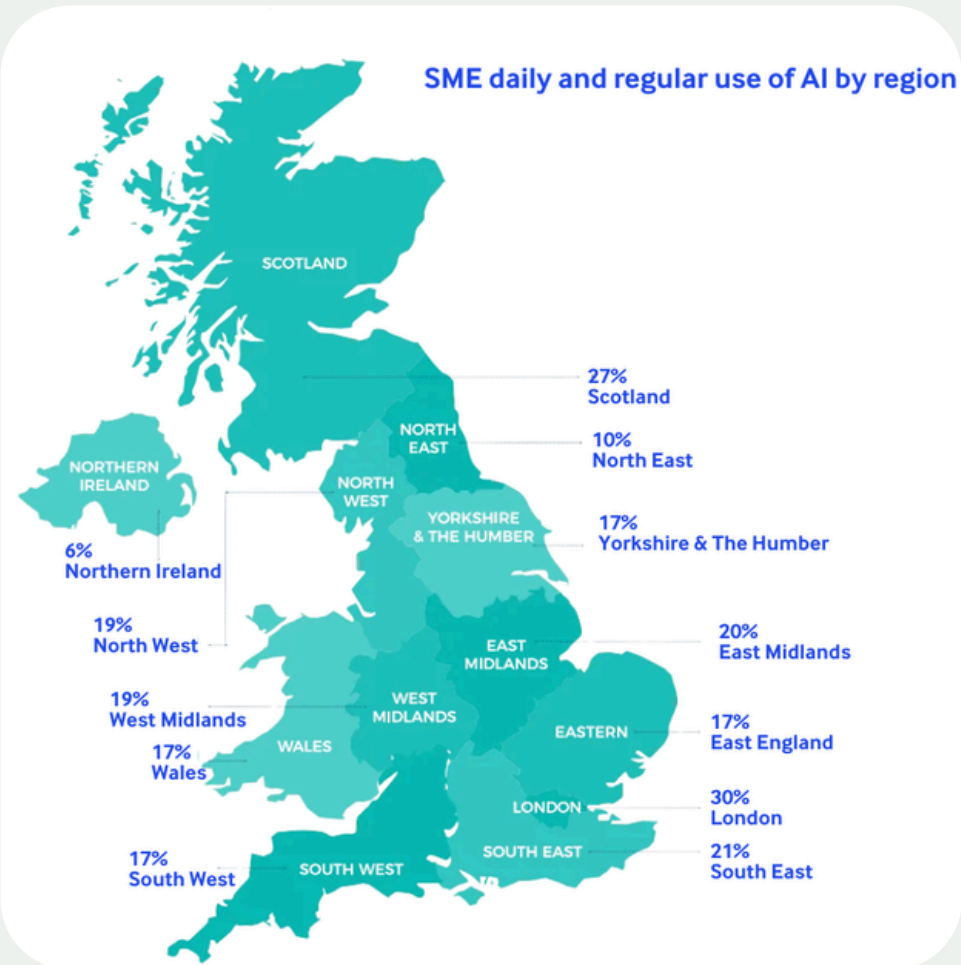 SME daily and regular use of AI by region
SCOTLAND
27%
Scotland
NORTH
EAST
10%
North East
NORTHERN
IRELAND
NORTH
WEST
YORKSHIRE
& THE HUMBER
17%
Yorkshire & The Humber
6%
Northern Ireland
19%
North West
20%
East Midlands
EAST
MIDLANDS
19%
West Midlands
WEST
MIDLANDS
EASTERN
17%
East England
17%
Wales
WALES
LONDON
30%
London
SOUTH EAST
21%
South East
17%
South West
SOUTH WEST